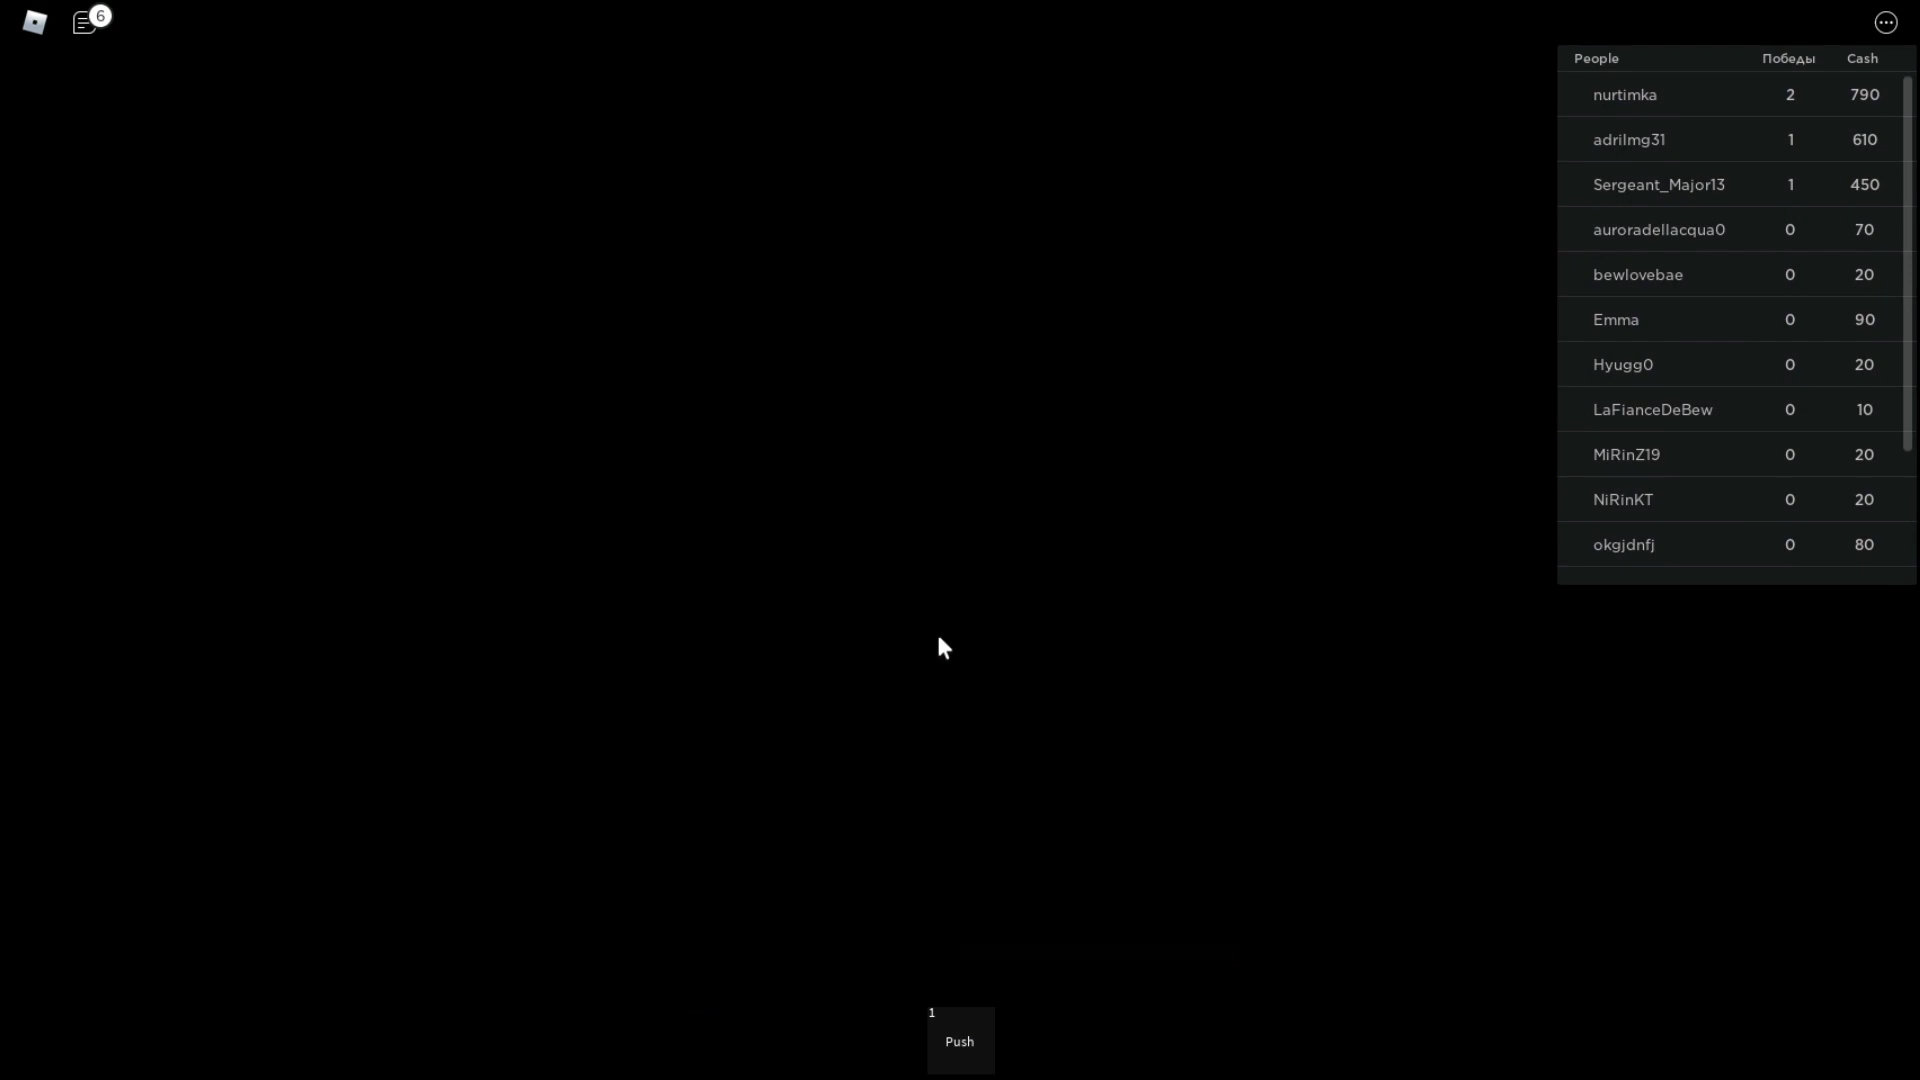 6
People Победы Cash
nurtimka 2 790
adrilmg31 1 610
Sergeant_Major13 1 450
auroradellacqua0 0 70
bewlovebae 0 20
Emma 0 90
Hyugg0 0 20
LaFianceDeBew 0 10
MiRinZ19 0 20
NiRinKT 0 20
okgjdnfj 0 80
1
Push